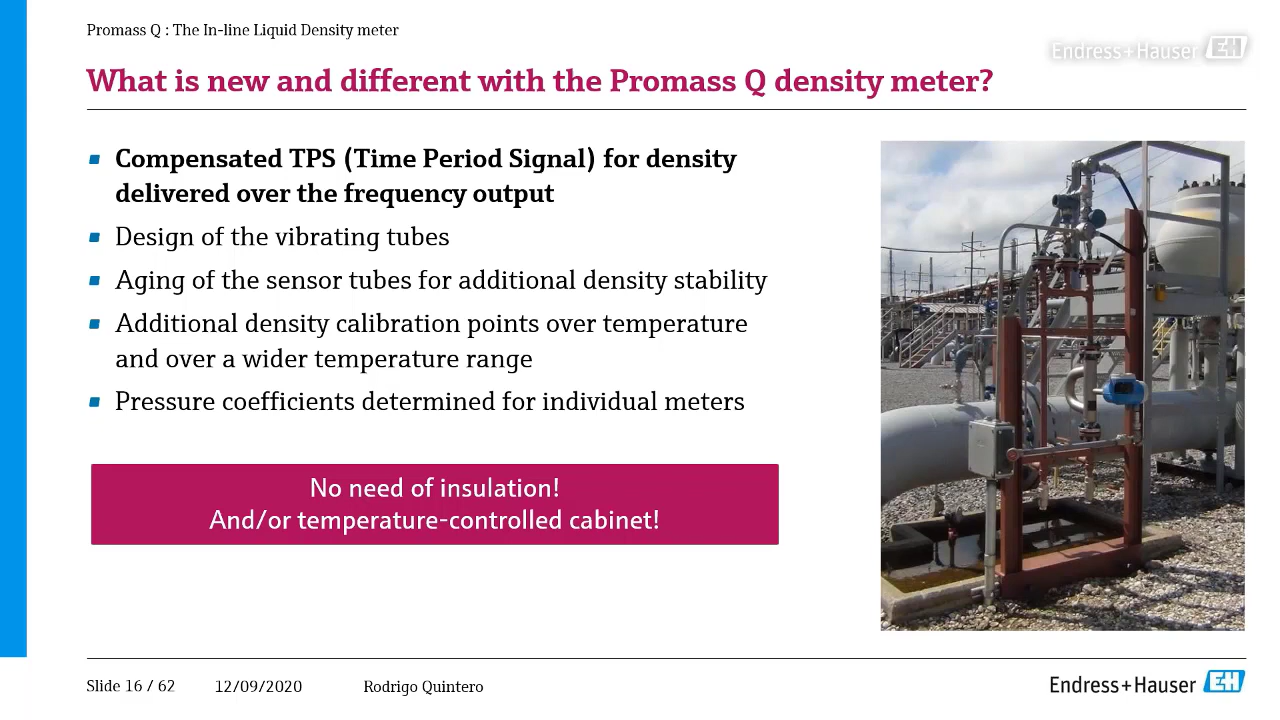 Promass Q : The In-line Liquid Density meter
Endress+Hauser EH
What is new and different with the Promass Q density meter?
Compensated TPS (Time Period Signal) for density
delivered over the frequency output
Design of the vibrating tubes
Aging of the sensor tubes for additional density stability
Additional density calibration points over temperature
and over a wider temperature range
Pressure coefficients determined for individual meters
No need of insulation!
And/or temperature-controlled cabinet!
Slide 16 / 62 12/09/2020 Rodrigo Quintero
Endress+Hauser EH